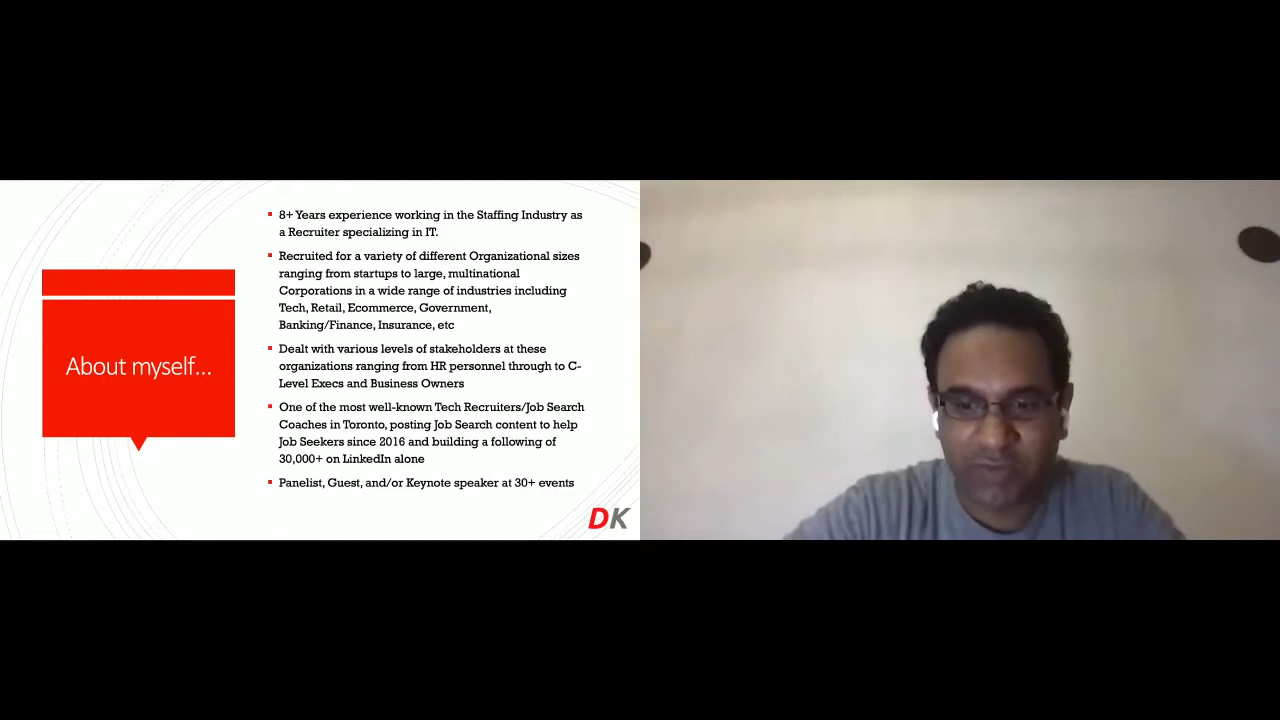 About myself...
8+ Years experience working in the Staffing Industry as
a Recruiter specializing in IT.
Recruited for a variety of different Organizational sizes
ranging from startups to large, multinational
Corporations in a wide range of industries including
Tech, Retail, Ecommerce, Government,
Banking/Finance, Insurance, etc
Dealt with various levels of stakeholders at these
organizations ranging from HR personnel through to C-
Level Execs and Business Owners
One of the most well-known Tech Recruiters/Job Search
Coaches in Toronto, posting Job Search content to help
Job Seekers since 2016 and building a following of
30,000+ on LinkedIn alone
Panelist, Guest, and/or Keynote speaker at 30+ events
DK